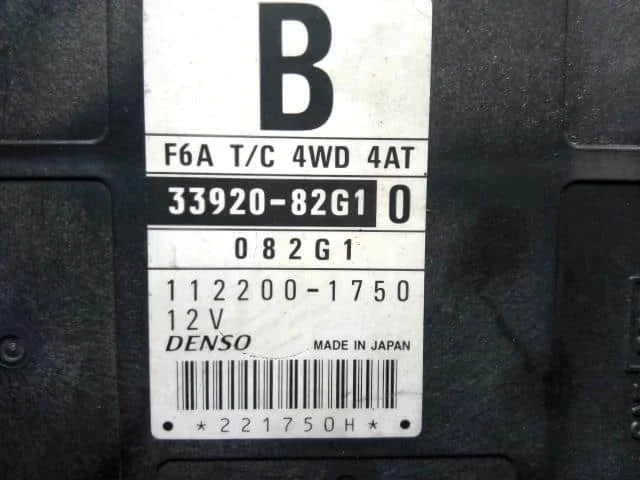 B
F6A T/C 4WD 4AT
33920-82G1 0
082G1
112200-1750
12V
DENSO MADE IN JAPAN
*221750H*